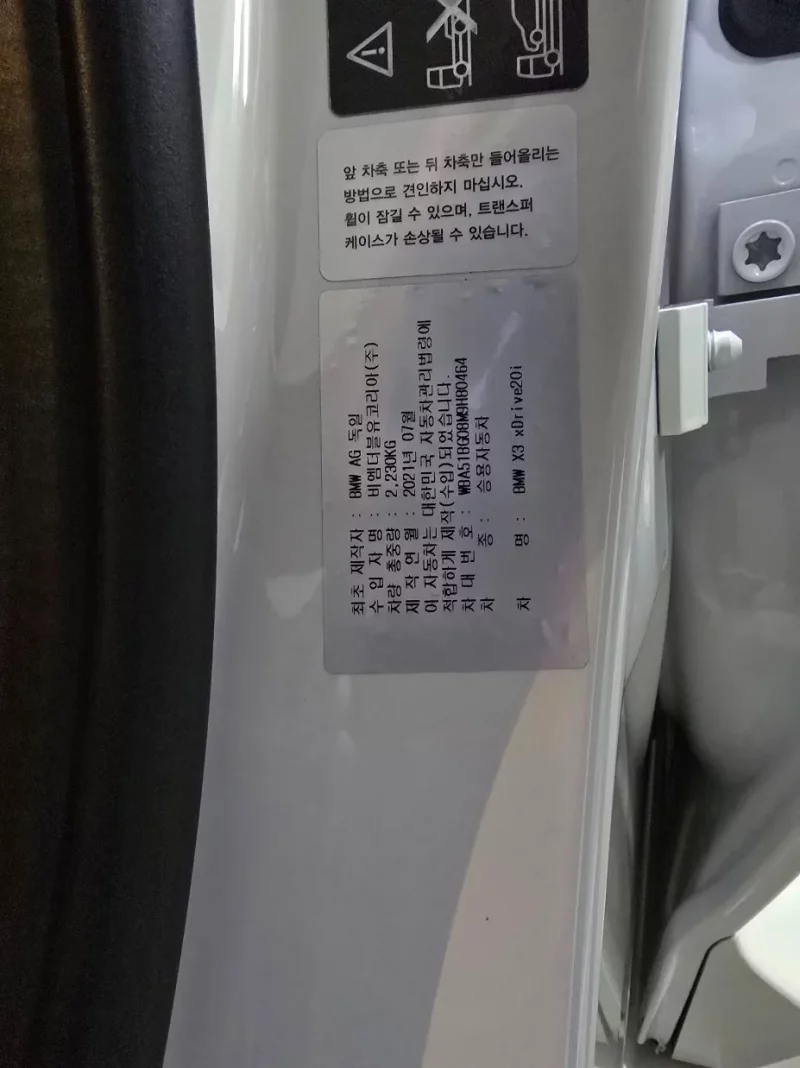 앞 차축 또는 뒤 차축만 들어올리는
방법으로 견인하지 마십시오.
휠이 잠길 수 있으며, 트랜스퍼
케이스가 손상될 수 있습니다.
최초 제작자 : BMW AG 독일
수 입 자 명 : 비엠더블유코리아(주)
차량 총중량 : 2,230KG
제 작 연 월 : 2021년 07월
이 자동차는 대한민국 자동차관리법령에
적합하게 제작(수입)되었습니다.
차 대 번 호 : WBA51BG08M9H80464
차 종 : 승용자동차
차 명 : BMW X3 xDrive20i